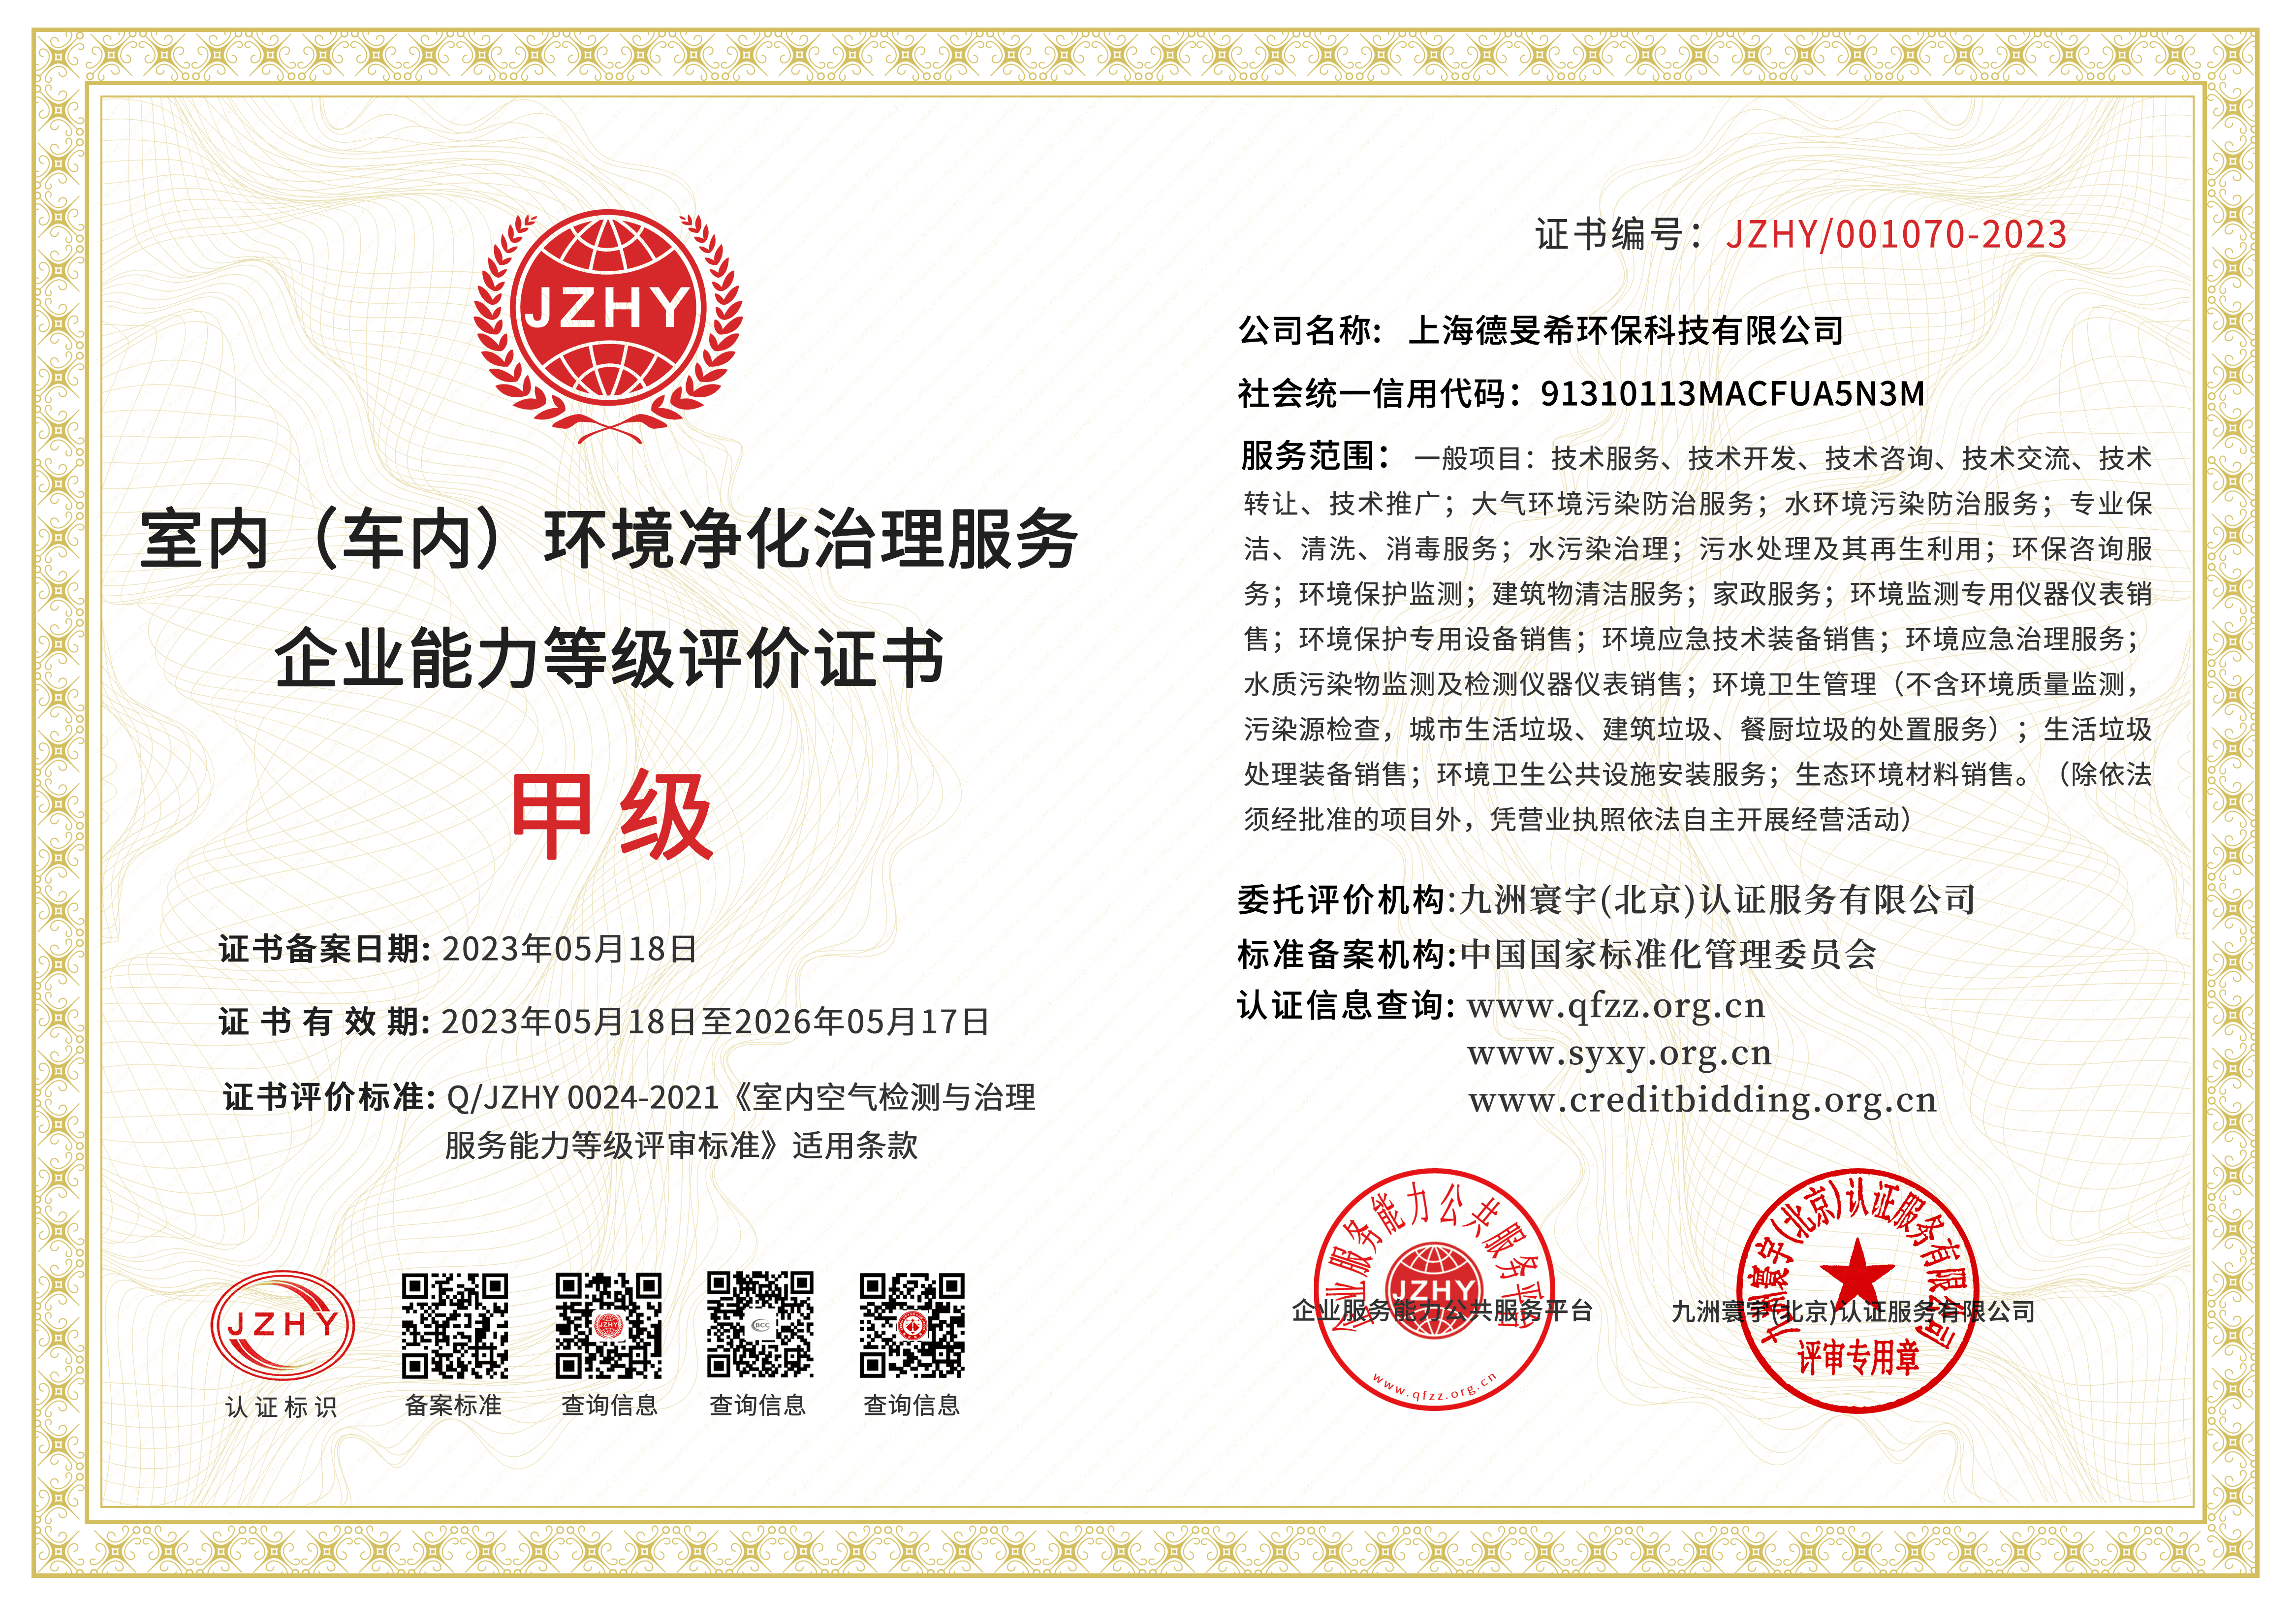 JZHY
室内（车内）环境净化治理服务
企业能力等级评价证书
甲级
证书备案日期: 2023年05月18日
证书有效期: 2023年05月18日至2026年05月17日
证书评价标准: Q/JZHY 0024-2021《室内空气检测与治理
服务能力等级评审标准》适用条款
JZHY
认证标识
备案标准
JZHY
查询信息
BCC
查询信息
查询信息
证书编号：JZHY/001070-2023
公司名称: 上海德旻希环保科技有限公司
社会统一信用代码：91310113MACFUA5N3M
服务范围： 一般项目：技术服务、技术开发、技术咨询、技术交流、技术
转让、技术推广；大气环境污染防治服务；水环境污染防治服务；专业保
洁、清洗、消毒服务；水污染治理；污水处理及其再生利用；环保咨询服
务；环境保护监测；建筑物清洁服务；家政服务；环境监测专用仪器仪表销
售；环境保护专用设备销售；环境应急技术装备销售；环境应急治理服务；
水质污染物监测及检测仪器仪表销售；环境卫生管理（不含环境质量监测，
污染源检查，城市生活垃圾、建筑垃圾、餐厨垃圾的处置服务）；生活垃圾
处理装备销售；环境卫生公共设施安装服务；生态环境材料销售。（除依法
须经批准的项目外，凭营业执照依法自主开展经营活动）
委托评价机构:九洲寰宇(北京)认证服务有限公司
标准备案机构:中国国家标准化管理委员会
认证信息查询: www.qfzz.org.cn
www.syxy.org.cn
www.creditbidding.org.cn
企业服务能力公共服务平台
JZHY
企业服务能力公共服务平台
www.qfzz.org.cn
九洲寰宇(北京)认证服务有限公司
九洲寰宇(北京)认证服务有限公司
评审专用章